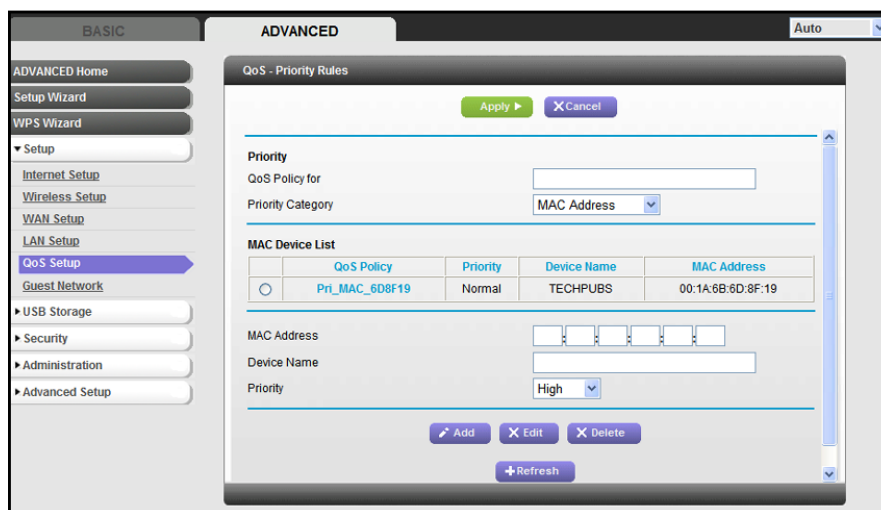 BASIC
ADVANCED
Auto
ADVANCED Home
Setup Wizard
WPS Wizard
Setup
Internet Setup
Wireless Setup
WAN Setup
LAN Setup
QoS Setup
Guest Network
USB Storage
Security
Administration
Advanced Setup
QoS - Priority Rules
Apply
Cancel
Priority
QoS Policy for
Priority Category MAC Address
MAC Device List
QoS Policy Priority Device Name MAC Address
Pri_MAC_6D8F19 Normal TECHPUBS 00:1A:6B:6D:8F:19
MAC Address : : : : :
Device Name
Priority High
Add Edit Delete
Refresh